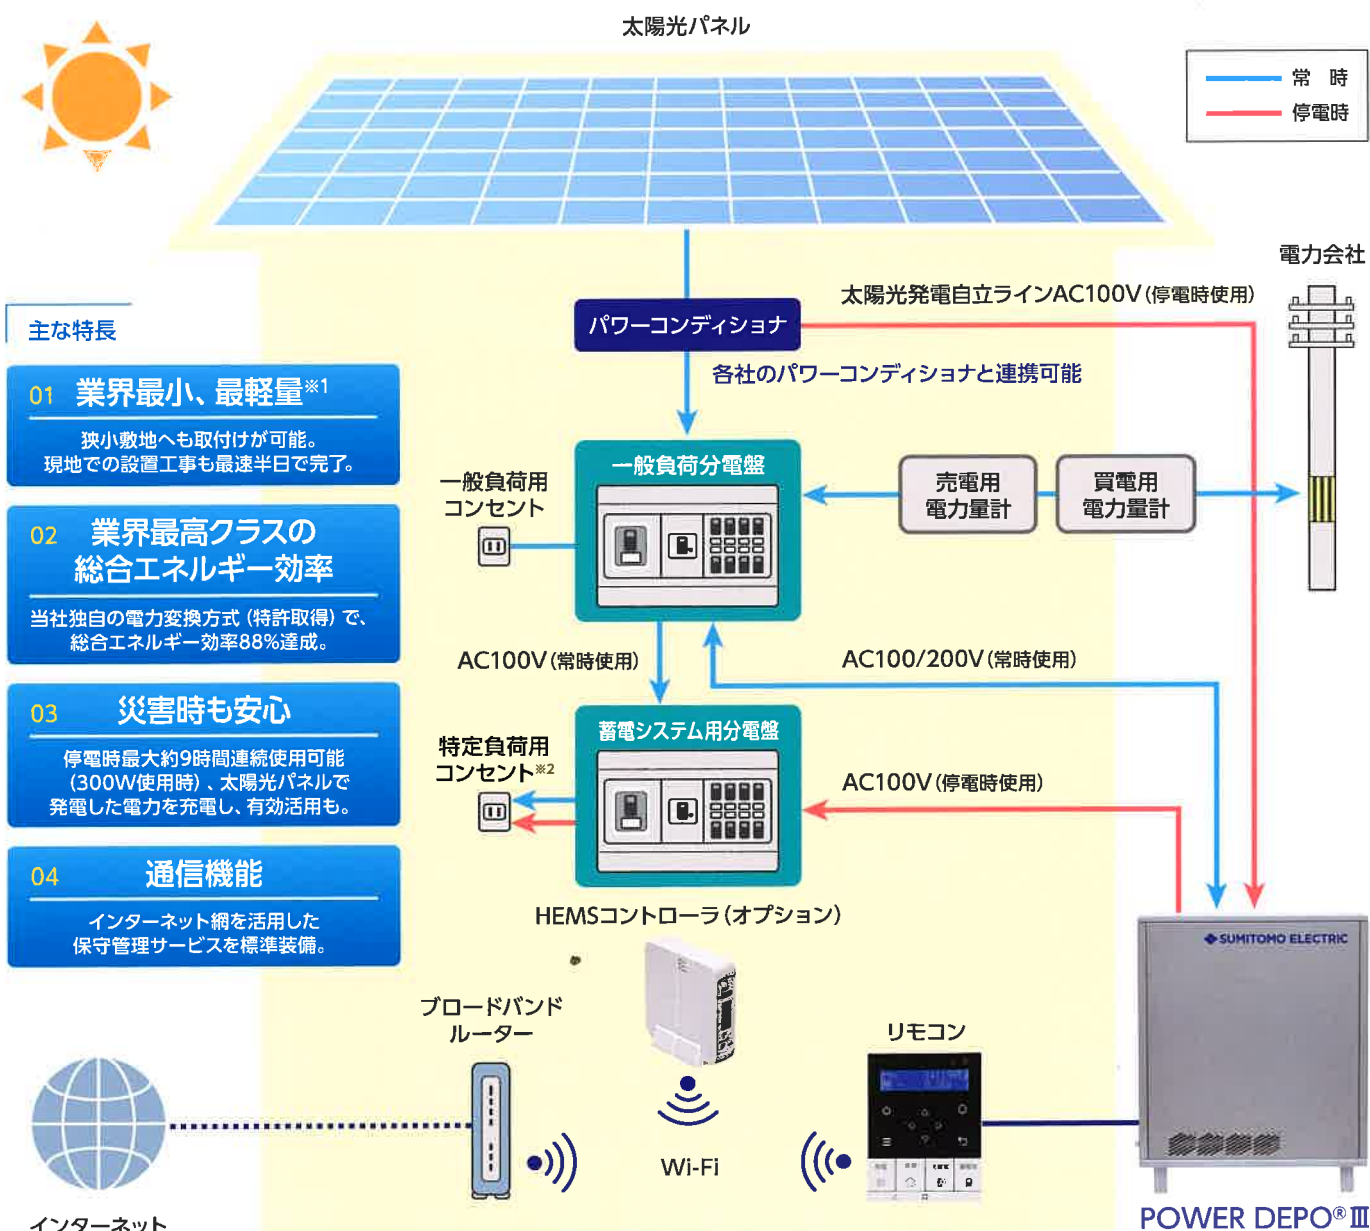 太陽光パネル
常　時
停電時
電力会社
太陽光発電自立ラインAC100V(停電時使用)
パワーコンディショナ
各社のパワーコンディショナと連携可能
主な特長
01 業界最小、最軽量※1
狭小敷地へも取付けが可能。
現地での設置工事も最速半日で完了。
02 業界最高クラスの
総合エネルギー効率
当社独自の電力変換方式(特許取得)で、
総合エネルギー効率88%達成。
03 災害時も安心
停電時最大約9時間連続使用可能
(300W使用時)、太陽光パネルで
発電した電力を充電し、有効活用も。
04 通信機能
インターネット網を活用した
保守管理サービスを標準装備。
一般負荷分電盤
一般負荷用
コンセント
売電用
電力量計
買電用
電力量計
AC100V(常時使用)
AC100/200V(常時使用)
蓄電システム用分電盤
特定負荷用
コンセント※2
AC100V(停電時使用)
HEMSコントローラ(オプション)
SUMITOMO ELECTRIC
ブロードバンド
ルーター
リモコン
Wi-Fi
インターネット
POWER DEPO®Ⅲ